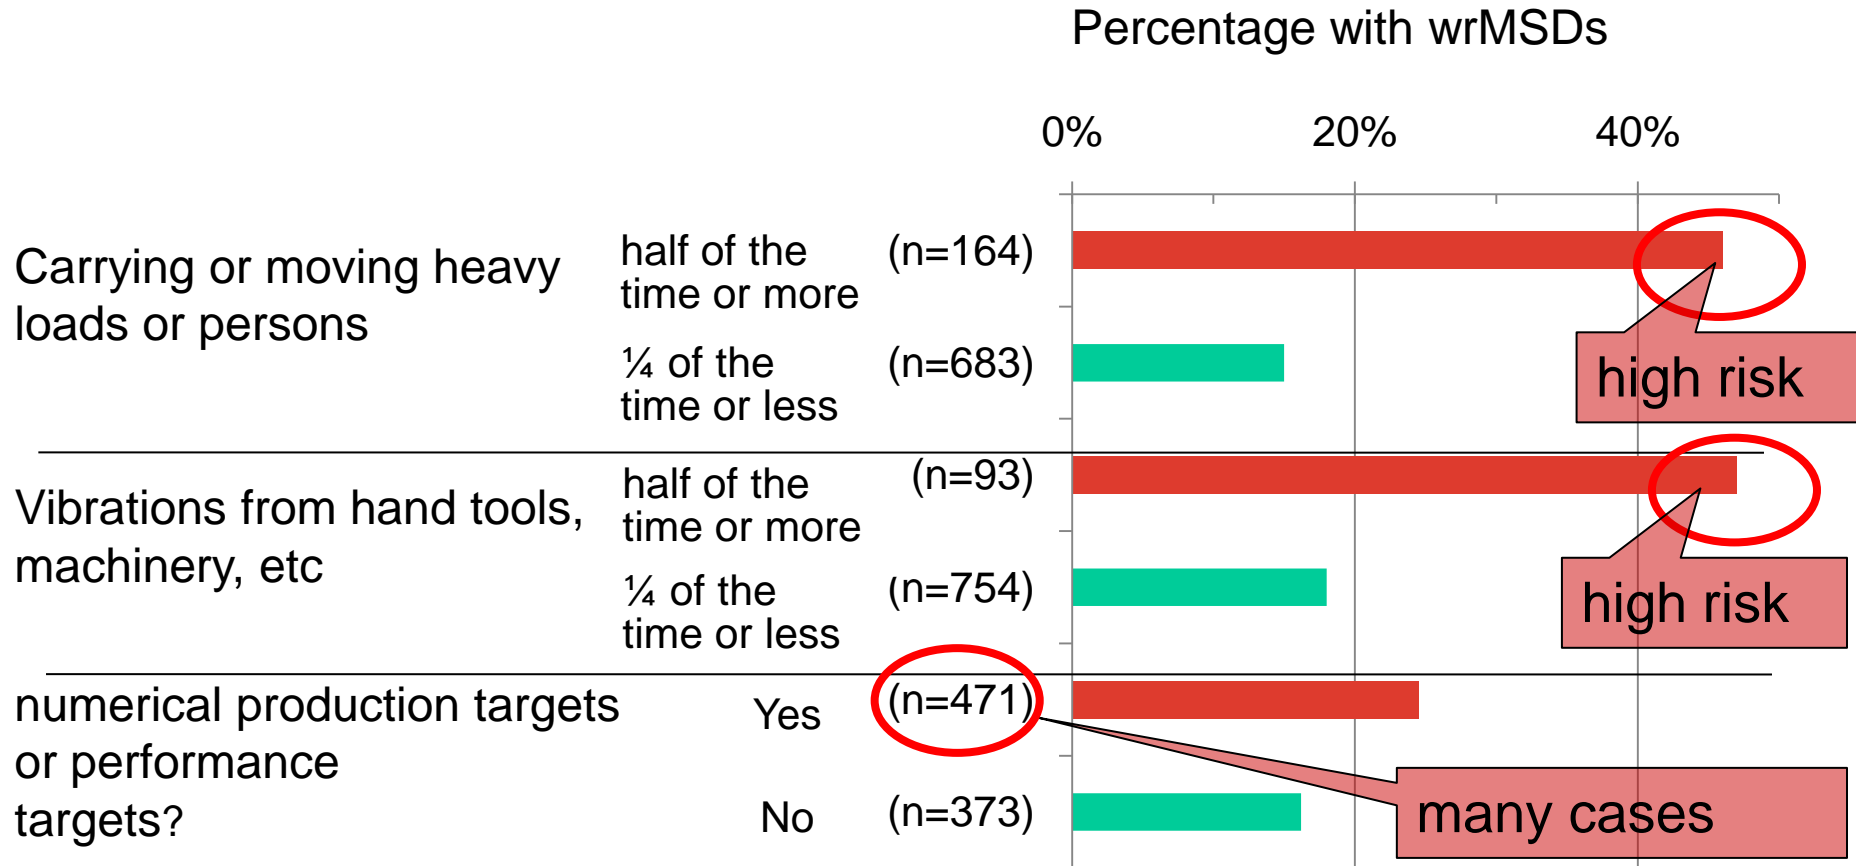 Percentage with wrMSDs
0% 20% 40%
Carrying or moving heavy
loads or persons
half of the
time or more
(n=164)
¼ of the
time or less
(n=683)
high risk
Vibrations from hand tools,
machinery, etc
half of the
time or more
(n=93)
¼ of the
time or less
(n=754)
high risk
numerical production targets
or performance
targets?
Yes
(n=471)
No
(n=373)
many cases